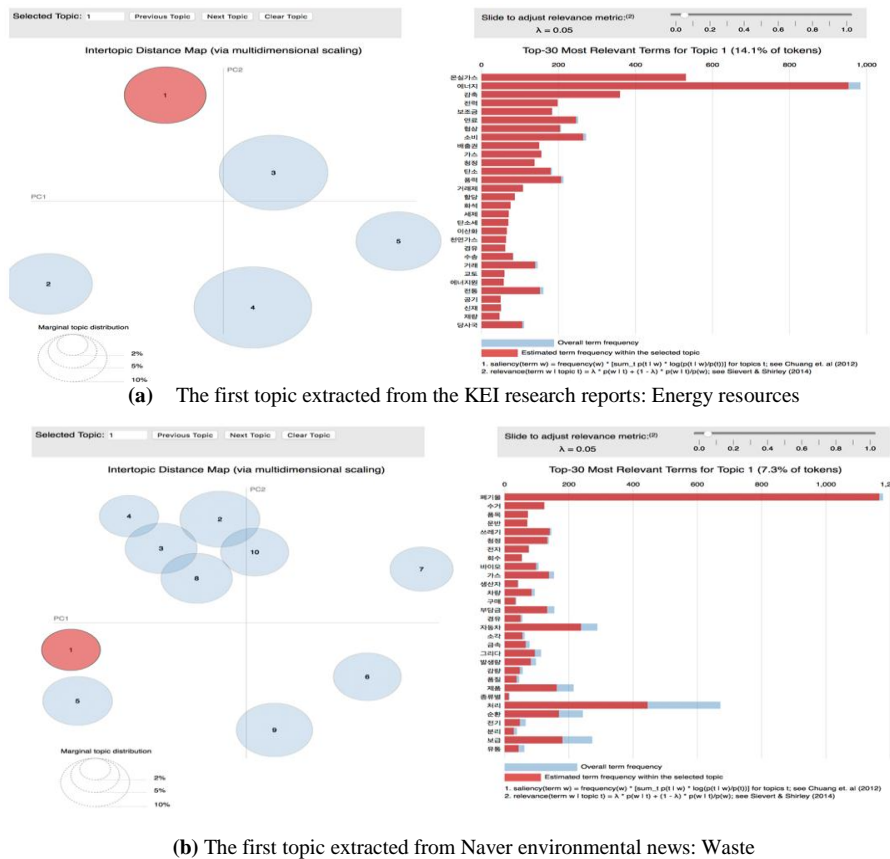 Selected Topic: 1 Previous Topic Next Topic Clear Topic
Slide to adjust relevance metric:(2)
λ = 0.05
0.0 0.2 0.4 0.6 0.8 1.0
Intertopic Distance Map (via multidimensional scaling)
PC2
PC1
1
3
5
2
4
Marginal topic distribution
2%
5%
10%
Top-30 Most Relevant Terms for Topic 1 (14.1% of tokens)
0 200 400 600 800 1,000
온실가스
에너지
감축
전력
보조금
연료
협상
소비
배출권
가스
청정
탄소
폭력
거래제
할당
화석
세제
탄소세
이산화
천연가스
경유
수송
거래
교토
에너지원
전통
공기
신재
재량
당사국
Overall term frequency
Estimated term frequency within the selected topic
1. saliency(term w) = frequency(w) * [sum_t p(t | w) * log(p(t | w)/p(t))] for topics t; see Chuang et. al (2012)
2. relevance(term w | topic t) = λ * p(w | t) + (1 - λ) * p(w | t)/p(w); see Sievert & Shirley (2014)
(a) The first topic extracted from the KEI research reports: Energy resources
Selected Topic: 1 Previous Topic Next Topic Clear Topic
Slide to adjust relevance metric:(2)
λ = 0.05
0.0 0.2 0.4 0.6 0.8 1.0
Intertopic Distance Map (via multidimensional scaling)
PC2
PC1
4
2
3
10
8
7
1
5
6
9
Marginal topic distribution
2%
5%
10%
Top-30 Most Relevant Terms for Topic 1 (7.3% of tokens)
0 200 400 600 800 1,000
폐기물
수거
품목
운반
쓰레기
청정
전자
회수
바이오
가스
생산자
차량
구매
부담금
경유
자동차
소각
금속
그리다
발생량
감량
품질
제품
종류별
처리
순환
전기
분리
보급
유통
Overall term frequency
Estimated term frequency within the selected topic
1. saliency(term w) = frequency(w) * [sum_t p(t | w) * log(p(t | w)/p(t))] for topics t; see Chuang et. al (2012)
2. relevance(term w | topic t) = λ * p(w | t) + (1 - λ) * p(w | t)/p(w); see Sievert & Shirley (2014)
(b) The first topic extracted from Naver environmental news: Waste